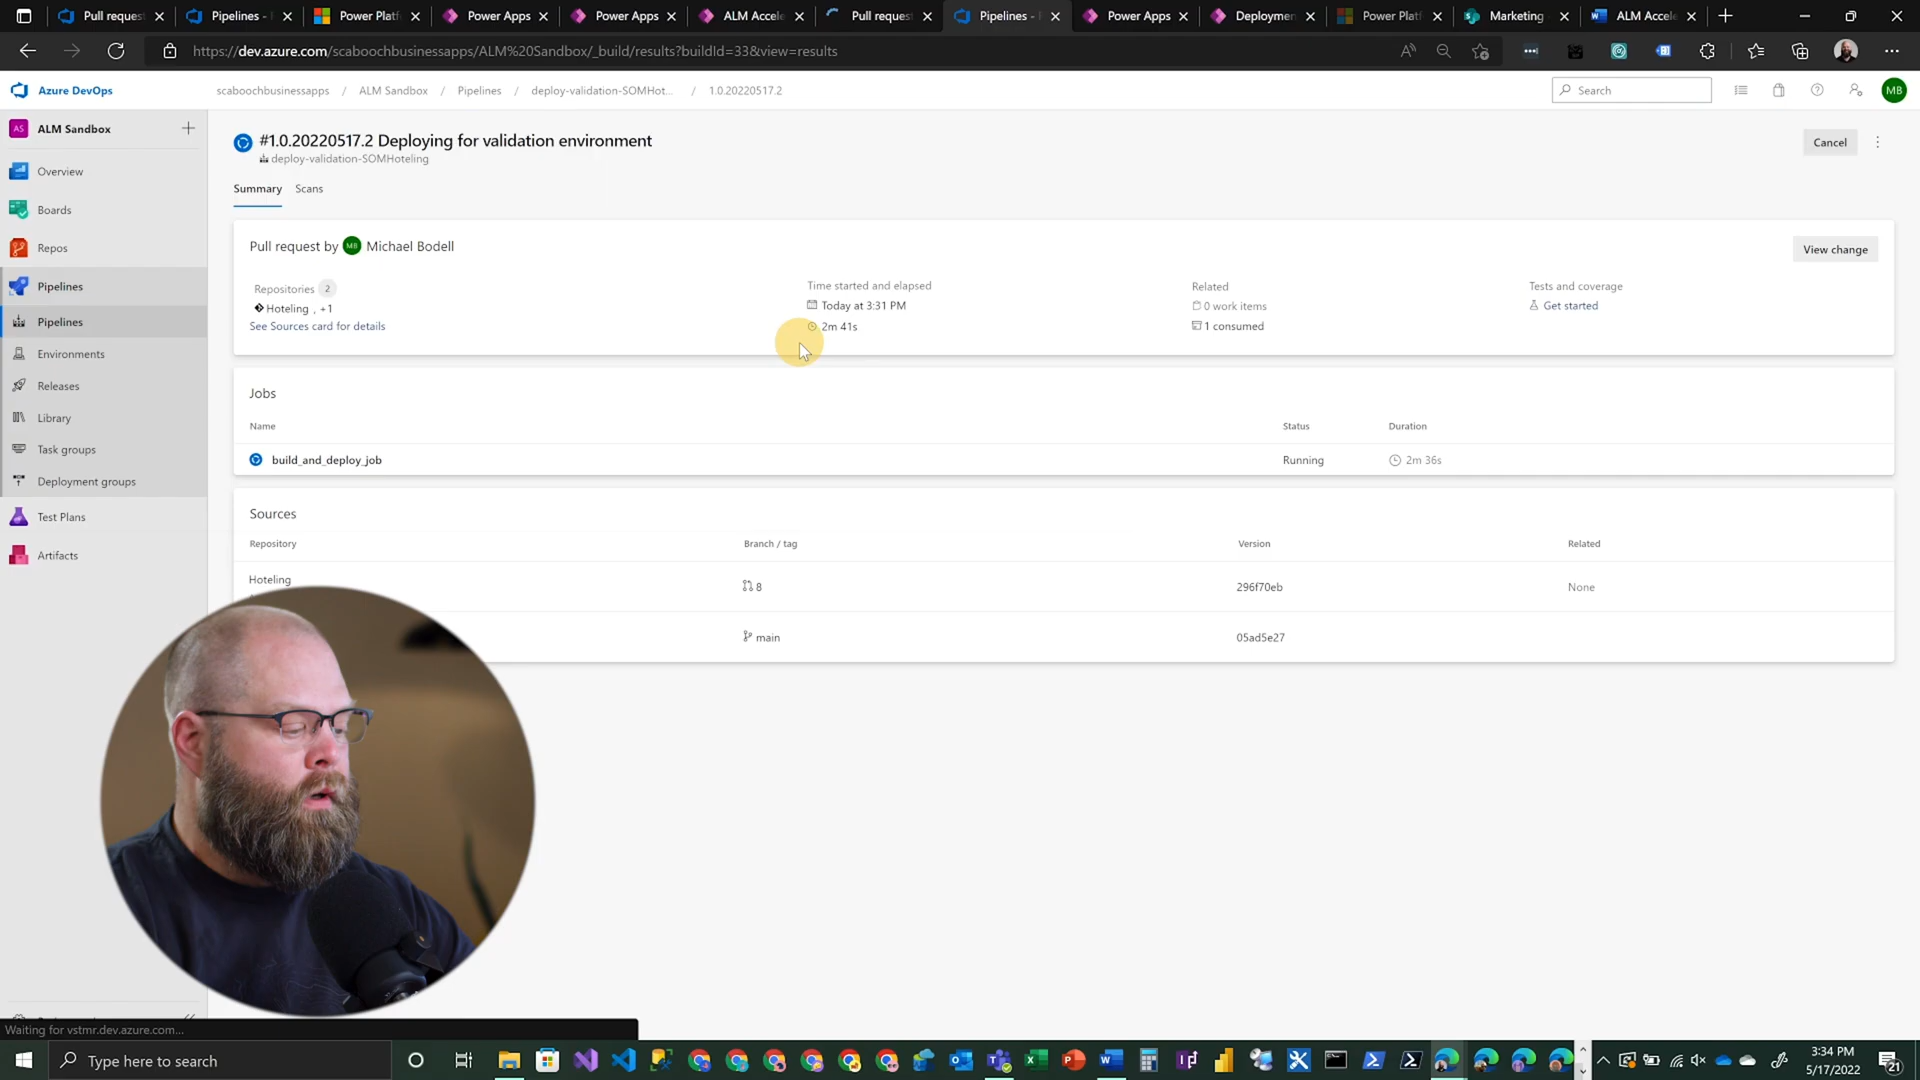 Pull request
Pipelines -
Power Platf
Power Apps
Power Apps
ALM Accele
Pull request
Pipelines - P
Power Apps
Deploymen
Power Platf
Marketing
ALM Accele
https://dev.azure.com/scaboochbusinessapps/ALM%20Sandbox/_build/results?buildId=33&view=results
Azure DevOps
scaboochbusinessapps / ALM Sandbox / Pipelines / deploy-validation-SOMHot... / 1.0.20220517.2
Search
MB
AS ALM Sandbox
Overview
Boards
Repos
Pipelines
Pipelines
Environments
Releases
Library
Task groups
Deployment groups
Test Plans
Artifacts
#1.0.20220517.2 Deploying for validation environment
deploy-validation-SOMHoteling
Cancel
Summary Scans
Pull request by MB Michael Bodell
View change
Repositories 2
Hoteling , +1
See Sources card for details
Time started and elapsed
Today at 3:31 PM
2m 41s
Related
0 work items
1 consumed
Tests and coverage
Get started
Jobs
Name Status Duration
build_and_deploy_job Running 2m 36s
Sources
Repository Branch / tag Version Related
Hoteling 8 296f70eb None
main 05ad5e27
Waiting for vstmr.dev.azure.com...
Type here to search
3:34 PM
5/17/2022
21